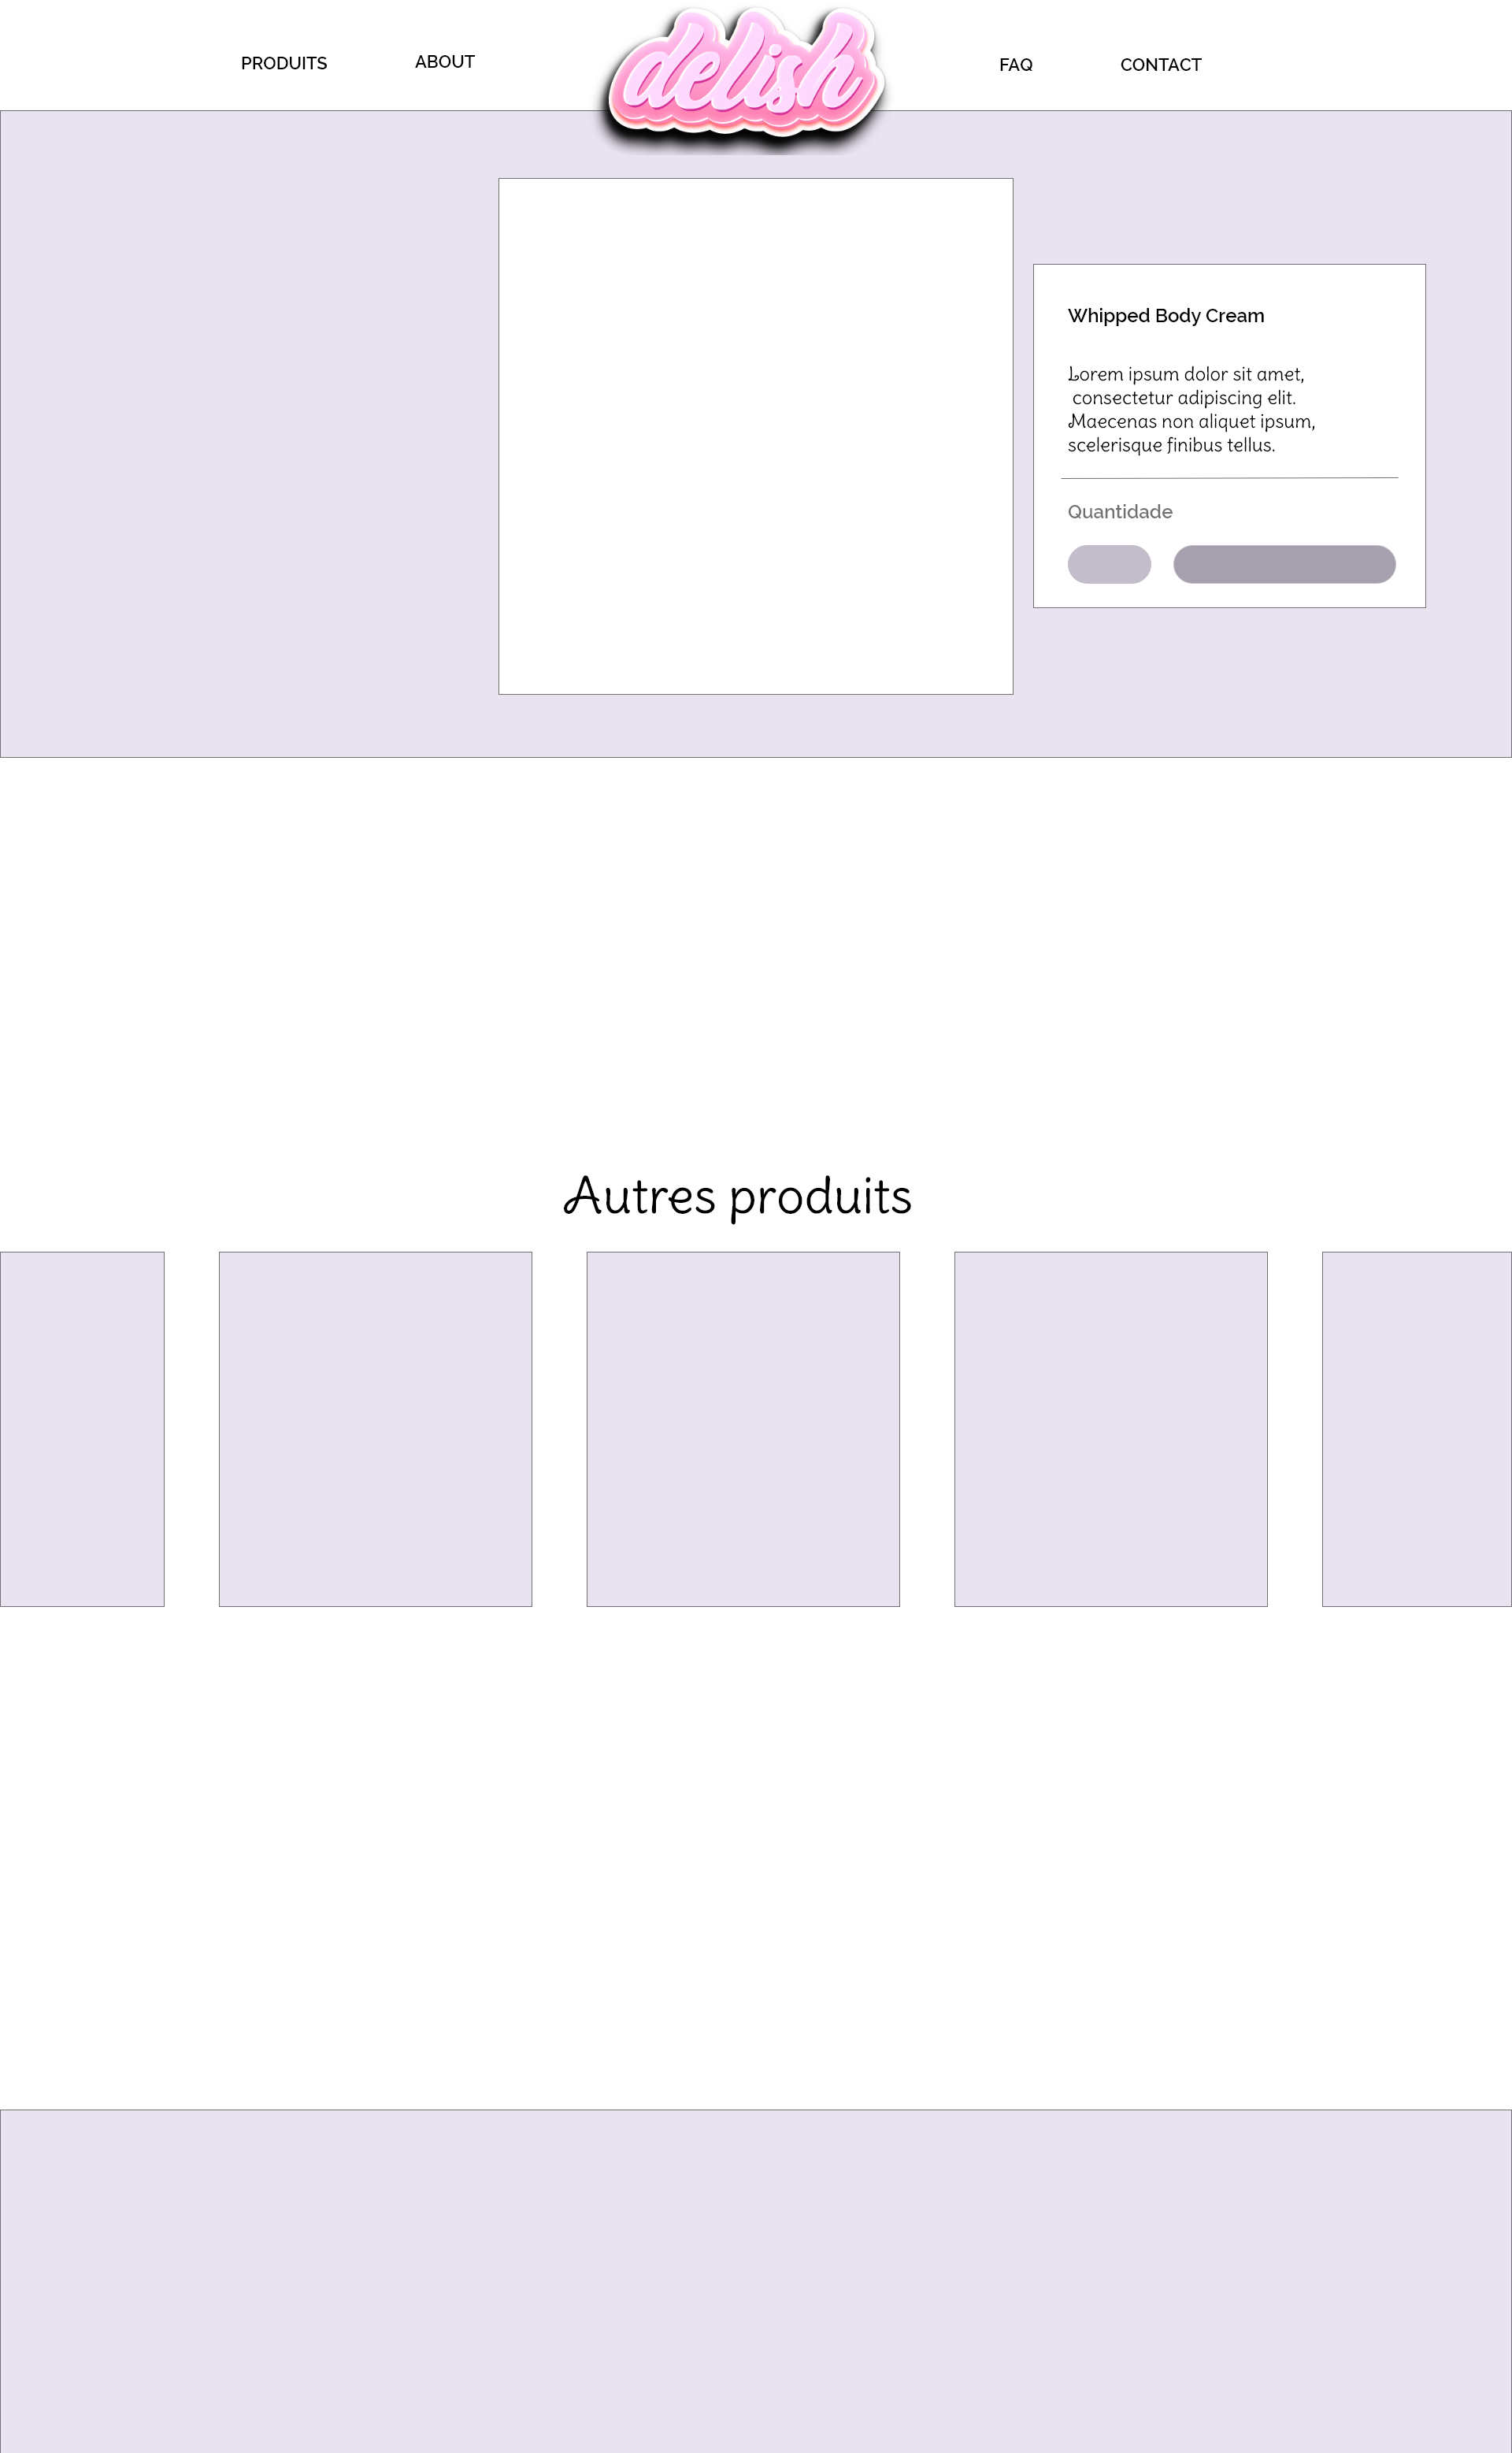 PRODUITS ABOUT delish FAQ CONTACT
Whipped Body Cream
Lorem ipsum dolor sit amet,
consectetur adipiscing elit.
Maecenas non aliquet ipsum,
scelerisque finibus tellus.
Quantidade
Autres produits